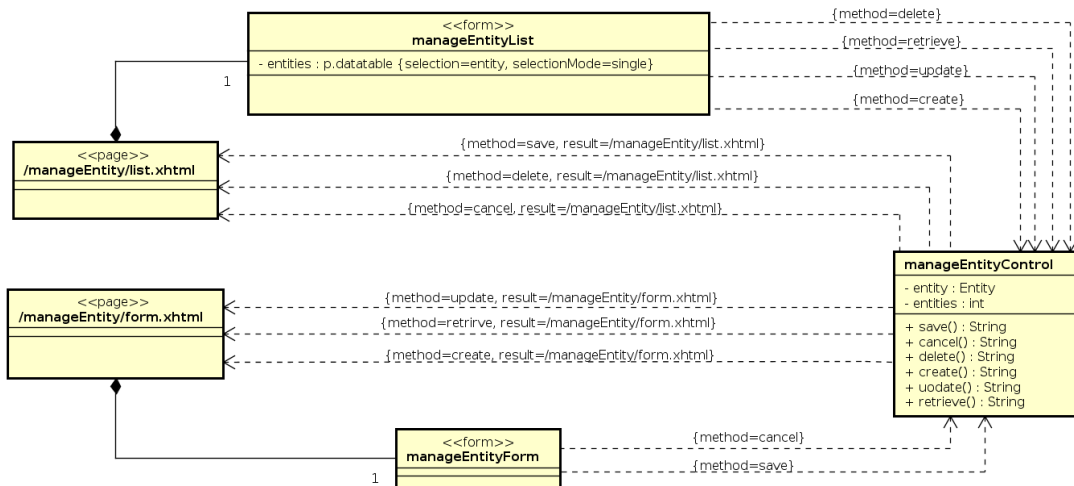 <<form>>
manageEntityList
- entities : p.datatable {selection=entity, selectionMode=single}
{method=delete}
{method=retrieve}
{method=update}
{method=create}
1
<<page>>
/manageEntity/list.xhtml
{method=save, result=/manageEntity/list.xhtml}
{method=delete, result=/manageEntity/list.xhtml}
{method=cancel, result=/manageEntity/list.xhtml}
manageEntityControl
- entity : Entity
- entities : int
+ save() : String
+ cancel() : String
+ delete() : String
+ create() : String
+ uodate() : String
+ retrieve() : String
<<page>>
/manageEntity/form.xhtml
{method=update, result=/manageEntity/form.xhtml}
{method=retrirve, result=/manageEntity/form.xhtml}
{method=create, result=/manageEntity/form.xhtml}
<<form>>
manageEntityForm
1
{method=cancel}
{method=save}